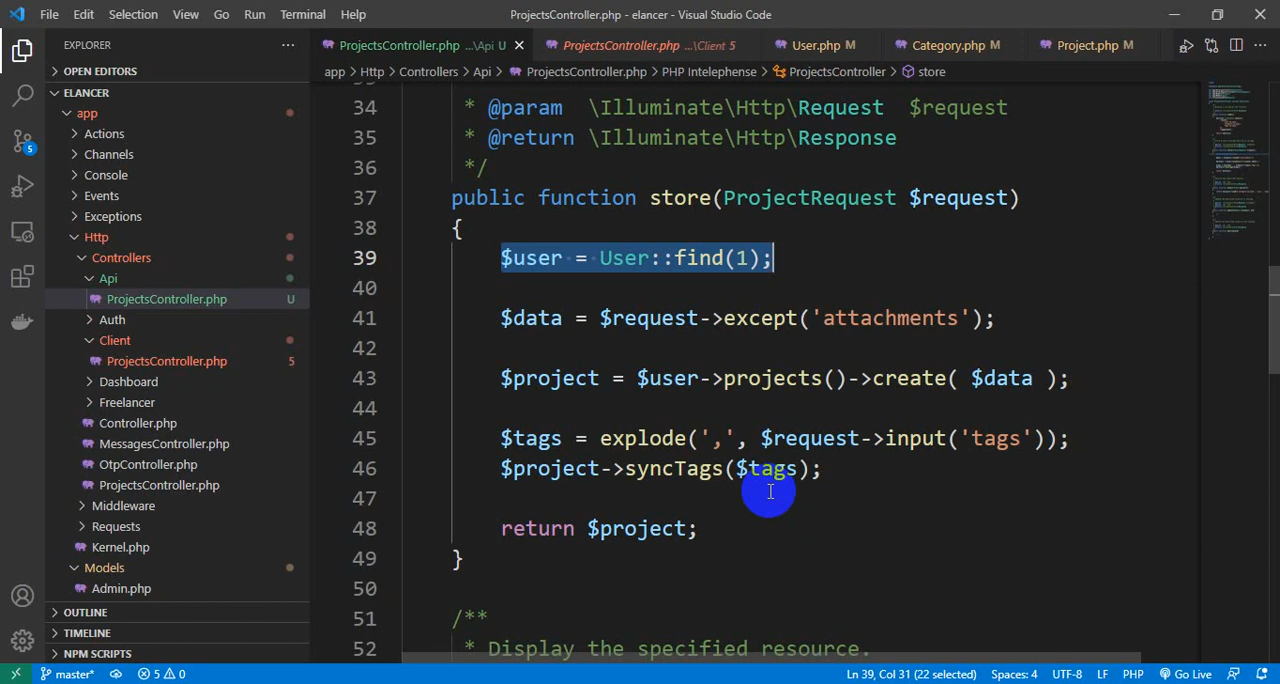 File Edit Selection View Go Run Terminal Help ProjectsController.php - elancer - Visual Studio Code
EXPLORER
ProjectsController.php ...\Api U
ProjectsController.php ...\Client 5
User.php M
Category.php M
Project.php M
OPEN EDITORS
app > Http > Controllers > Api > ProjectsController.php > PHP Intelephense > ProjectsController > store
ELANCER
app
Actions
Channels
Console
Events
Exceptions
Http
Controllers
Api
ProjectsController.php U
Auth
Client
ProjectsController.php 5
Dashboard
Freelancer
Controller.php
MessagesController.php
OtpController.php
ProjectsController.php
Middleware
Requests
Kernel.php
Models
Admin.php
OUTLINE
TIMELINE
NPM SCRIPTS
5
34 * @param \Illuminate\Http\Request $request
35 * @return \Illuminate\Http\Response
36 */
37 public function store(ProjectRequest $request)
38 {
39 $user = User::find(1);
40
41 $data = $request->except('attachments');
42
43 $project = $user->projects()->create( $data );
44
45 $tags = explode(',', $request->input('tags'));
46 $project->syncTags($tags);
47
48 return $project;
49 }
50
51 /**
52 * Display the specified resource.
master* 5 0 Ln 39, Col 31 (22 selected) Spaces: 4 UTF-8 LF PHP Go Live